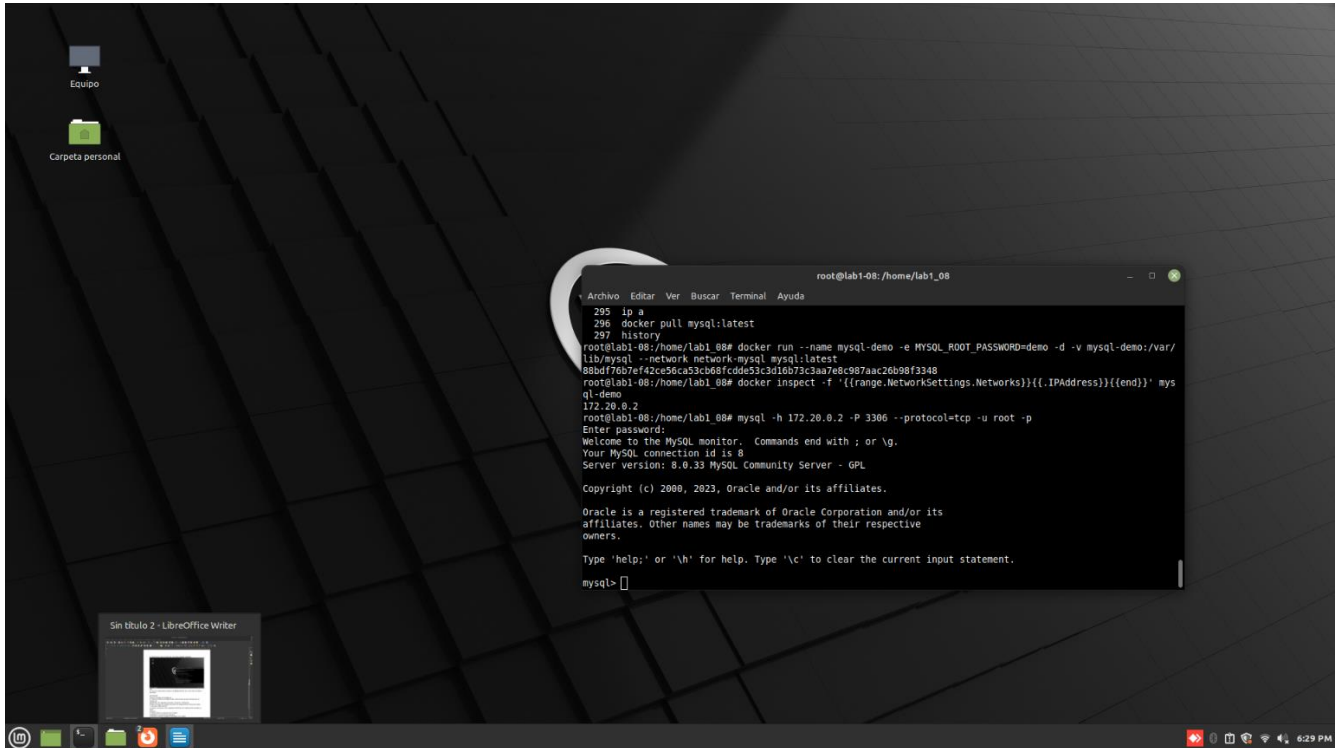 Equipo
Carpeta personal
root@lab1-08: /home/lab1_08
Archivo Editar Ver Buscar Terminal Ayuda
295 ip a
296 docker pull mysql:latest
297 history
root@lab1-08:/home/lab1_08# docker run --name mysql-demo -e MYSQL_ROOT_PASSWORD=demo -d -v mysql-demo:/var/
lib/mysql --network network-mysql mysql:latest
88bdf76b7ef42ce56ca53cb68fcdde53c3d16b73c3aa7e8c987aac26b98f3348
root@lab1-08:/home/lab1_08# docker inspect -f '{{range.NetworkSettings.Networks}}{{.IPAddress}}{{end}}' mys
ql-demo
172.20.0.2
root@lab1-08:/home/lab1_08# mysql -h 172.20.0.2 -P 3306 --protocol=tcp -u root -p
Enter password:
Welcome to the MySQL monitor.  Commands end with ; or \g.
Your MySQL connection id is 8
Server version: 8.0.33 MySQL Community Server - GPL
Copyright (c) 2000, 2023, Oracle and/or its affiliates.
Oracle is a registered trademark of Oracle Corporation and/or its
affiliates. Other names may be trademarks of their respective
owners.
Type 'help;' or '\h' for help. Type '\c' to clear the current input statement.
mysql>
Sin título 2 - LibreOffice Writer
2
6:29 PM